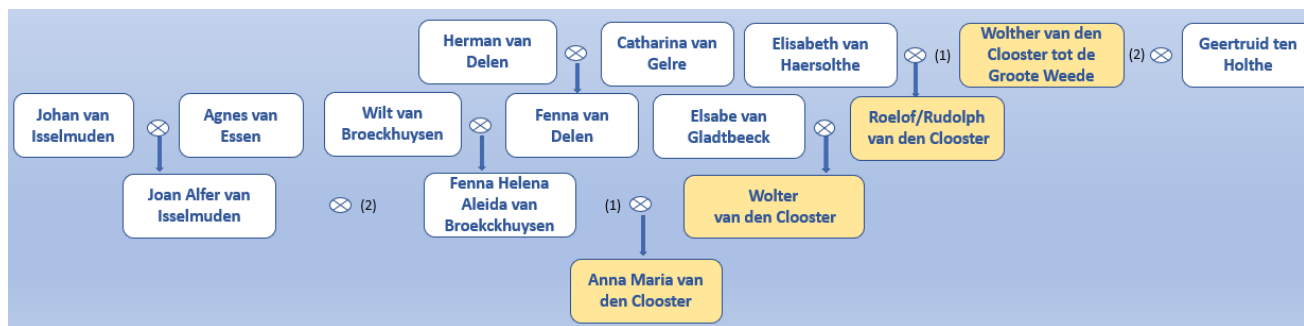 Herman van
Delen
Catharina van
Gelre
Elisabeth van
Haersolthe
(1)
Wolther van den
Clooster tot de
Groote Weede
(2)
Geertruid ten
Holthe
Johan van
Isselmuden
Agnes van
Essen
Wilt van
Broeckhuysen
Fenna van
Delen
Elsabe van
Gladtbeeck
Roelof/Rudolph
van den Clooster
Joan Alfer van
Isselmuden
(2)
Fenna Helena
Aleida van
Broekckhuysen
(1)
Wolter
van den Clooster
Anna Maria van
den Clooster